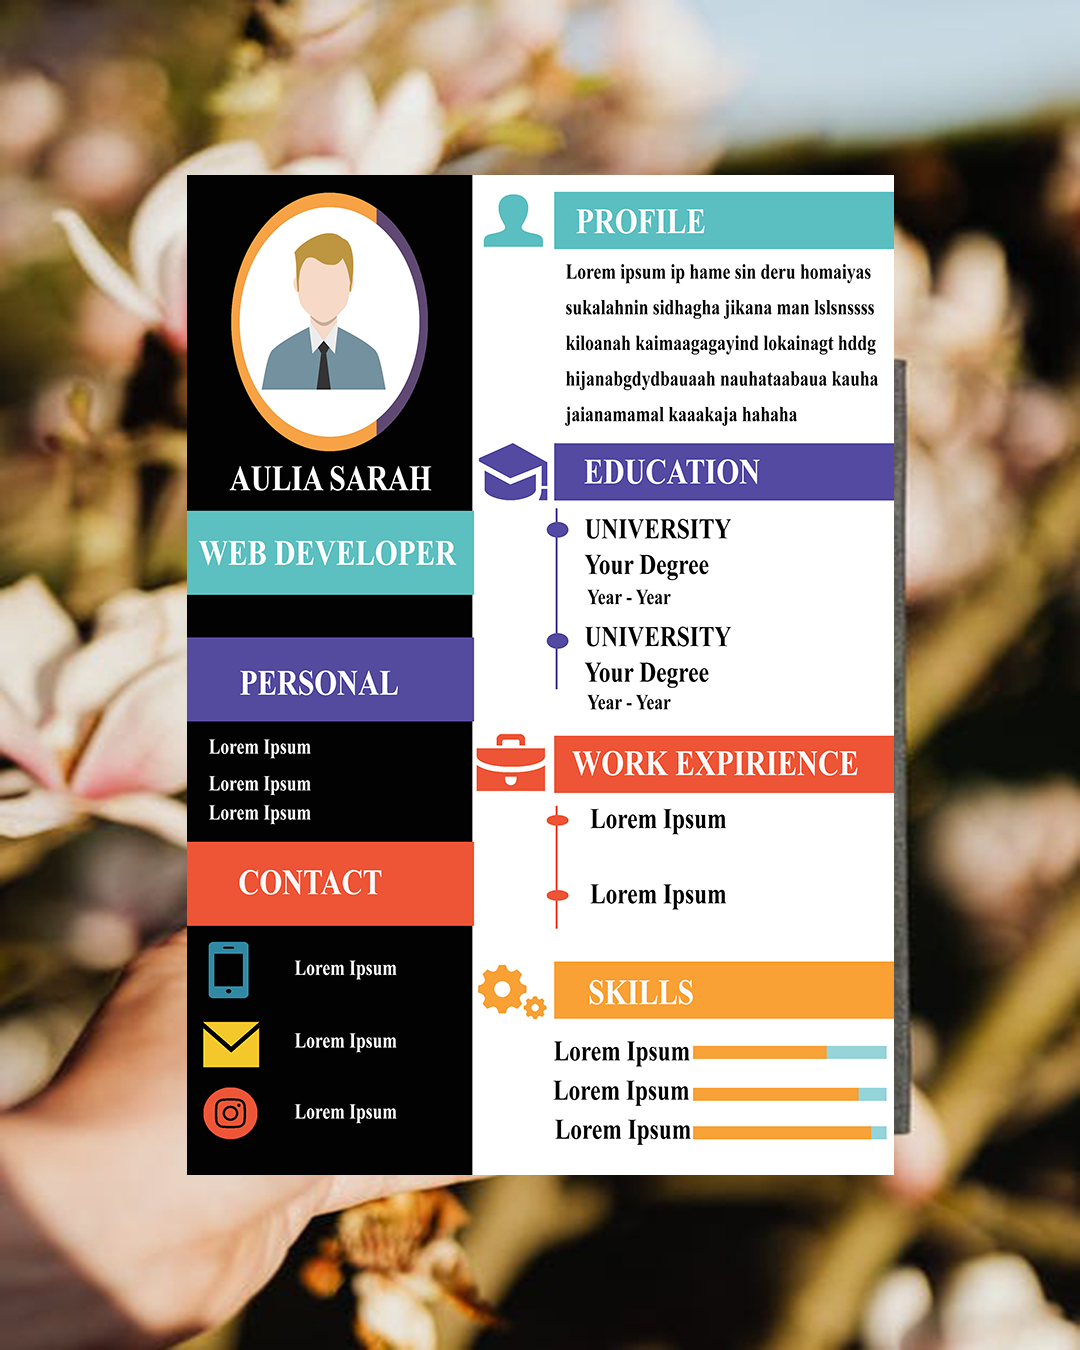 AULIA SARAH
WEB DEVELOPER
PERSONAL
Lorem Ipsum
Lorem Ipsum
Lorem Ipsum
CONTACT
Lorem Ipsum
Lorem Ipsum
Lorem Ipsum
PROFILE
Lorem ipsum ip hame sin deru homaiyas
sukalahnin sidhagha jikana man lslsnssss
kiloanah kaimaagagayind lokainagt hddg
hijanabgdydbauaah nauhataabaua kauha
jaianamamal kaaakaja hahaha
EDUCATION
UNIVERSITY
Your Degree
Year - Year
UNIVERSITY
Your Degree
Year - Year
WORK EXPIRIENCE
Lorem Ipsum
Lorem Ipsum
SKILLS
Lorem Ipsum
Lorem Ipsum
Lorem Ipsum